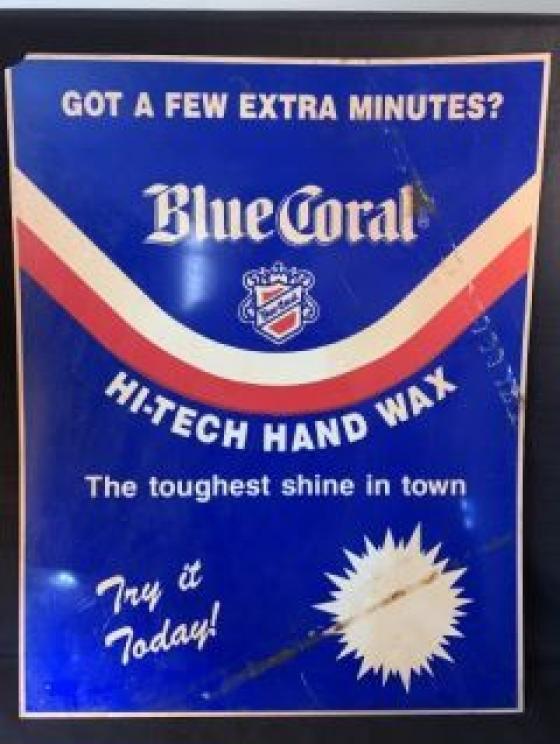 GOT A FEW EXTRA MINUTES?
Blue Coral
HI-TECH HAND WAX
The toughest shine in town
Try it
Today!